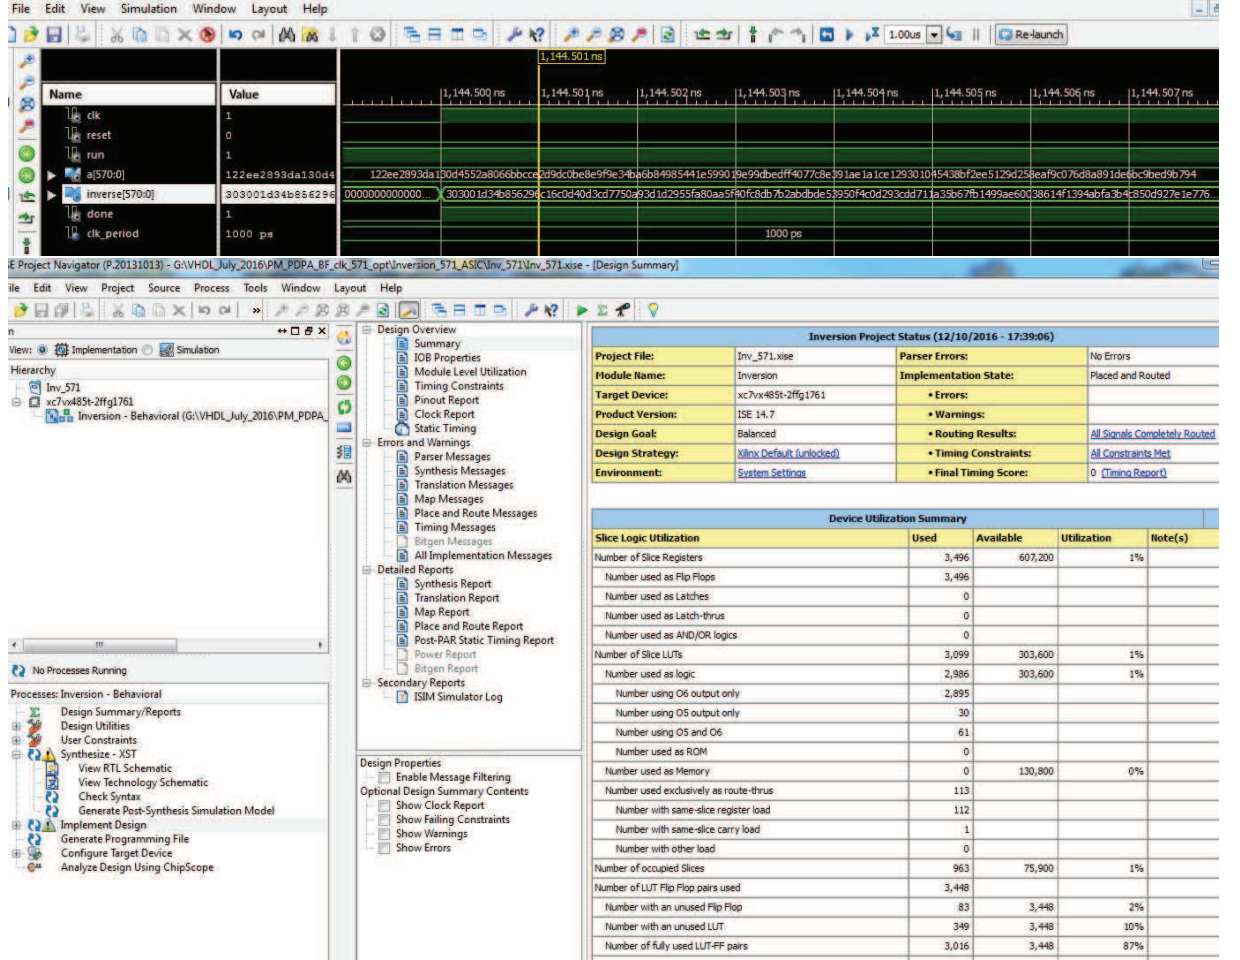 File Edit View Simulation Window Layout Help
1.00us Re-launch
1,144.501 ns
Name Value
1,144.500 ns 1,144.501 ns 1,144.502 ns 1,144.503 ns 1,144.504 ns 1,144.505 ns 1,144.506 ns 1,144.507 ns
clk 1
reset 0
run 1
a[570:0] 122ee2893da130d4
inverse[570:0] 303001d34b856296 0000000000000...
done 1
clk_period 1000 ps 1000 ps
SE Project Navigator (P.20131013) - G:\VHDL_July_2016\PM_PDPA_BF_clk_571_opt\Inversion_571_ASIC\Inv_571\Inv_571.xise - [Design Summary]
ile Edit View Project Source Process Tools Window Layout Help
View: Implementation Simulation
Hierarchy
Inv_571
xc7vx485t-2ffg1761
Inversion - Behavioral (G:\VHDL_July_2016\PM_PDPA_
No Processes Running
Processes: Inversion - Behavioral
Design Summary/Reports
Design Utilities
User Constraints
Synthesize - XST
View RTL Schematic
View Technology Schematic
Check Syntax
Generate Post-Synthesis Simulation Model
Implement Design
Generate Programming File
Configure Target Device
Analyze Design Using ChipScope
Design Overview
Summary
IOB Properties
Module Level Utilization
Timing Constraints
Pinout Report
Clock Report
Static Timing
Errors and Warnings
Parser Messages
Synthesis Messages
Translation Messages
Map Messages
Place and Route Messages
Timing Messages
Bitgen Messages
All Implementation Messages
Detailed Reports
Synthesis Report
Translation Report
Map Report
Place and Route Report
Post-PAR Static Timing Report
Power Report
Bitgen Report
Secondary Reports
ISIM Simulator Log
Design Properties
Enable Message Filtering
Optional Design Summary Contents
Show Clock Report
Show Failing Constraints
Show Warnings
Show Errors
Inversion Project Status (12/10/2016 - 17:39:06)
Project File: Inv_571.xise Parser Errors: No Errors
Module Name: Inversion Implementation State: Placed and Routed
Target Device: xc7vx485t-2ffg1761 • Errors:
Product Version: ISE 14.7 • Warnings:
Design Goal: Balanced • Routing Results: All Signals Completely Routed
Design Strategy: Xilinx Default (unlocked) • Timing Constraints: All Constraints Met
Environment: System Settings • Final Timing Score: 0 (Timing Report)
Device Utilization Summary
Slice Logic Utilization Used Available Utilization Note(s)
Number of Slice Registers 3,496 607,200 1%
Number used as Flip Flops 3,496
Number used as Latches 0
Number used as Latch-thrus 0
Number used as AND/OR logics 0
Number of Slice LUTs 3,099 303,600 1%
Number used as logic 2,986 303,600 1%
Number using O6 output only 2,895
Number using O5 output only 30
Number using O5 and O6 61
Number used as ROM 0
Number used as Memory 0 130,800 0%
Number used exclusively as route-thrus 113
Number with same-slice register load 112
Number with same-slice carry load 1
Number with other load 0
Number of occupied Slices 963 75,900 1%
Number of LUT Flip Flop pairs used 3,448
Number with an unused Flip Flop 83 3,448 2%
Number with an unused LUT 349 3,448 10%
Number of fully used LUT-FF pairs 3,016 3,448 87%